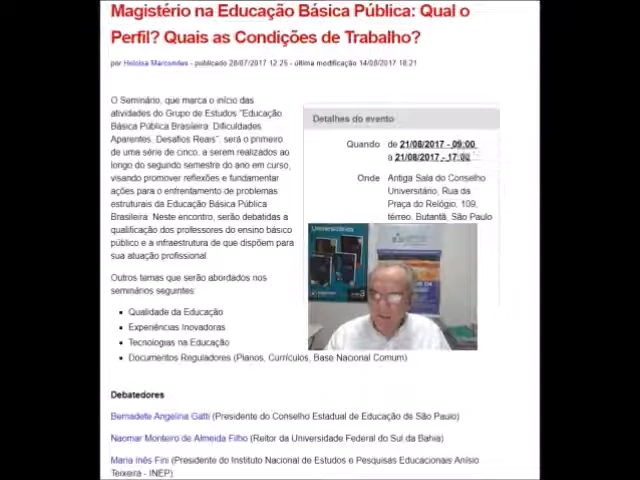 Magistério na Educação Básica Pública: Qual o
Perfil? Quais as Condições de Trabalho?
por Heloisa Marcondes - publicado 28/07/2017 12:25 - última modificação 14/08/2017 18:21
O Seminário, que marca o início das
atividades do Grupo de Estudos "Educação
Básica Pública Brasileira: Dificuldades
Aparentes, Desafios Reais", será o primeiro
de uma série de cinco, a serem realizados ao
longo do segundo semestre do ano em curso,
visando promover reflexões e fundamentar
ações para o enfrentamento de problemas
estruturais da Educação Básica Pública
Brasileira. Neste encontro, serão debatidas a
qualificação dos professores do ensino básico
público e a infraestrutura de que dispõem para
sua atuação profissional.
Detalhes do evento
Quando de 21/08/2017 - 09:00
a 21/08/2017 - 17:00
Onde Antiga Sala do Conselho
Universitário, Rua da
Praça do Relógio, 109,
térreo, Butantã, São Paulo
Outros temas que serão abordados nos
seminários seguintes:
Qualidade da Educação
Experiências Inovadoras
Tecnologias na Educação
Documentos Reguladores (Planos, Currículos, Base Nacional Comum)
Debatedores
Bernadete Angelina Gatti (Presidente do Conselho Estadual de Educação de São Paulo)
Naomar Monteiro de Almeida Filho (Reitor da Universidade Federal do Sul da Bahia)
Maria Inês Fini (Presidente do Instituto Nacional de Estudos e Pesquisas Educacionais Anísio
Teixeira - INEP)